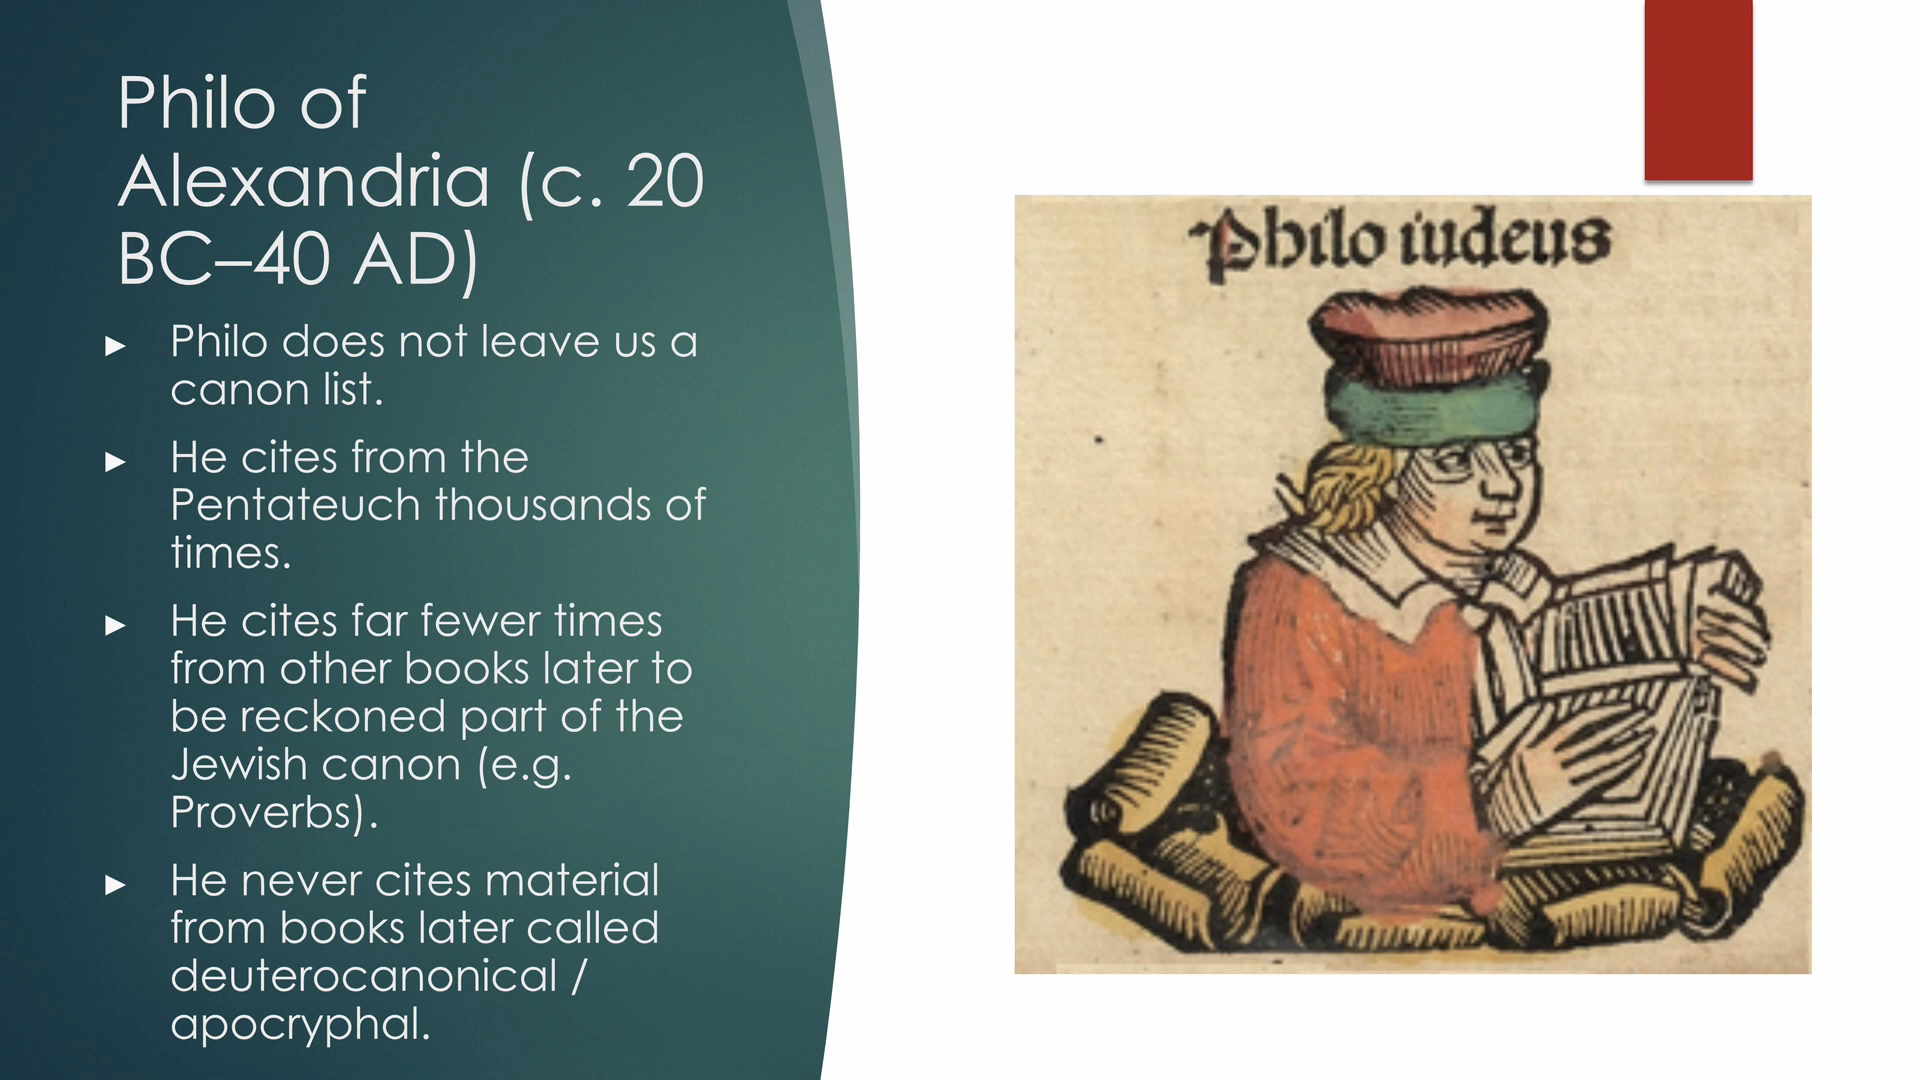 Philo of
Alexandria (c. 20
BC–40 AD)
► Philo does not leave us a
canon list.
► He cites from the
Pentateuch thousands of
times.
► He cites far fewer times
from other books later to
be reckoned part of the
Jewish canon (e.g.
Proverbs).
► He never cites material
from books later called
deuterocanonical /
apocryphal.
Philo iudeus